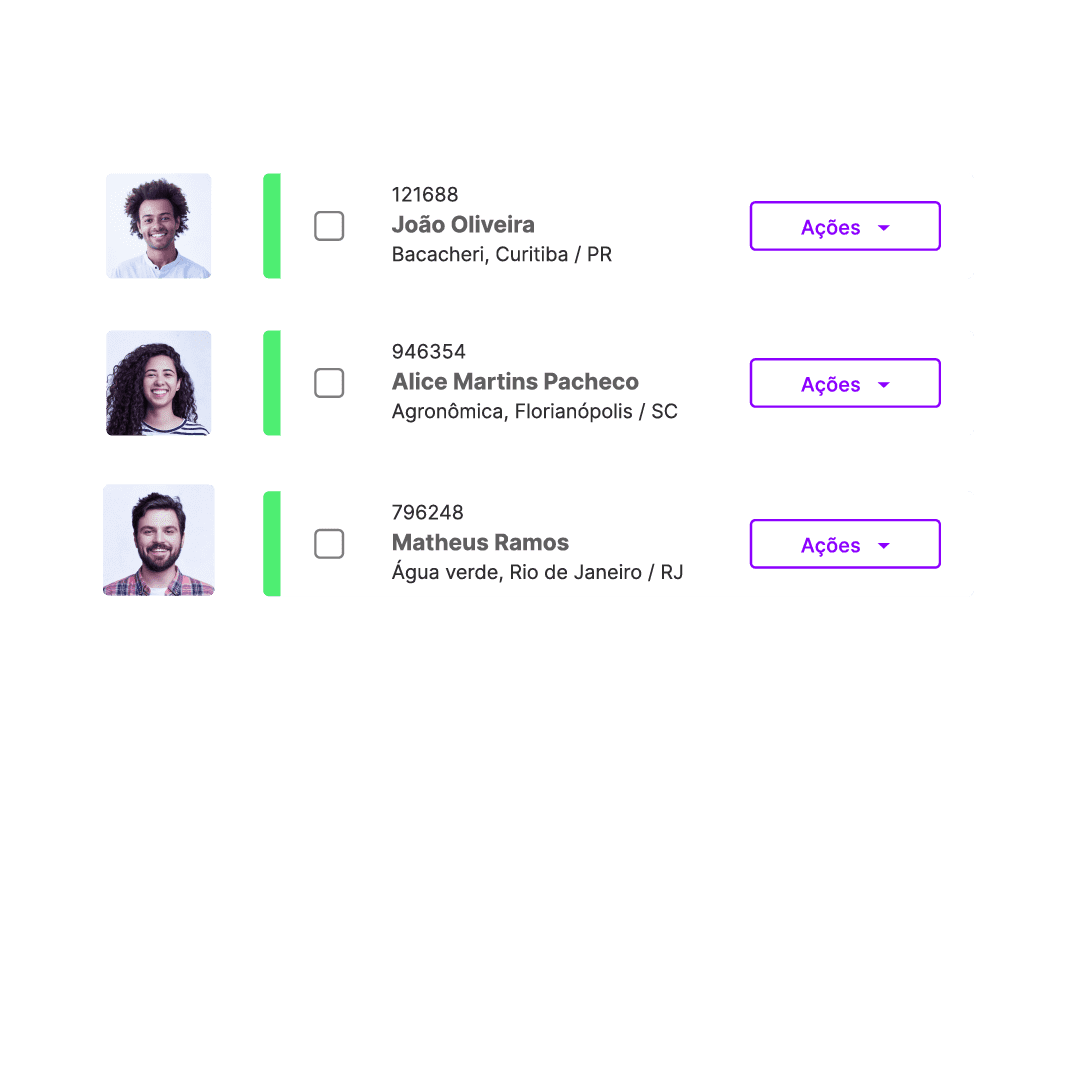 121688
João Oliveira
Bacacheri, Curitiba / PR
Ações
946354
Alice Martins Pacheco
Agronômica, Florianópolis / SC
Ações
796248
Matheus Ramos
Água verde, Rio de Janeiro / RJ
Ações